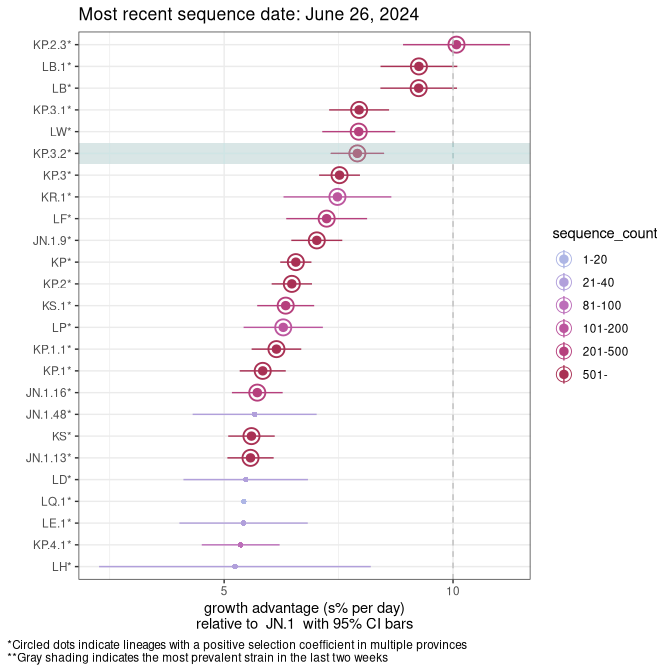 Most recent sequence date: June 26, 2024
KP.2.3*
LB.1*
LB*
KP.3.1*
LW*
KP.3.2*
KP.3*
KR.1*
LF*
JN.1.9*
KP*
KP.2*
KS.1*
LP*
KP.1.1*
KP.1*
JN.1.16*
JN.1.48*
KS*
JN.1.13*
LD*
LQ.1*
LE.1*
KP.4.1*
LH*
5 10
growth advantage (s% per day)
relative to JN.1 with 95% CI bars
sequence_count
1-20
21-40
81-100
101-200
201-500
501-
*Circled dots indicate lineages with a positive selection coefficient in multiple provinces
**Gray shading indicates the most prevalent strain in the last two weeks